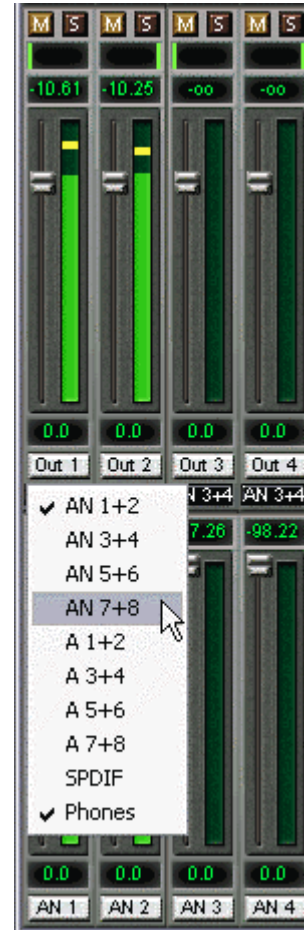 M S M S M S M S
-10.61 -10.25 -oo -oo
0.0 0.0 0.0 0.0
Out 1 Out 2 Out 3 Out 4
N 3+4 AN 3+4
7.26 -98.22
AN 1+2
AN 3+4
AN 5+6
AN 7+8
A 1+2
A 3+4
A 5+6
A 7+8
SPDIF
Phones
0.0 0.0 0.0 0.0
AN 1 AN 2 AN 3 AN 4